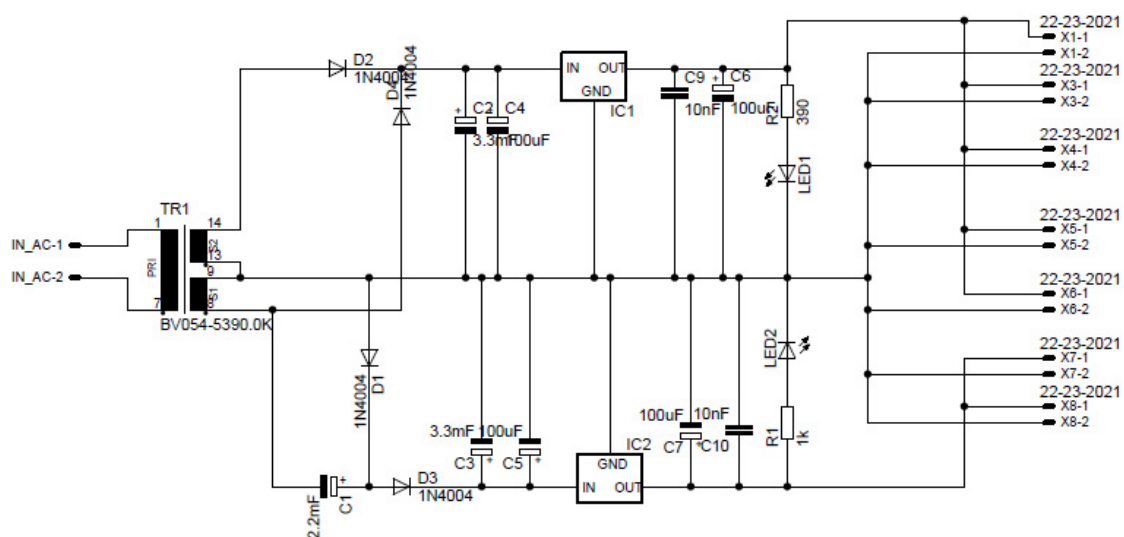 22-23-2021
X1-1
X1-2
22-23-2021
X3-1
X3-2
22-23-2021
X4-1
X4-2
22-23-2021
X5-1
X5-2
22-23-2021
X6-1
X6-2
22-23-2021
X7-1
X7-2
22-23-2021
X8-1
X8-2
D2
1N4004
D4
1N4004
IN OUT
GND
IC1
C2
3.3mF
C4
100uF
C9
10nF
C6
100uF
R2
390
LED1
TR1
IN_AC-1
IN_AC-2
1
7
PRI
14
S2
13
9
S1
8
BV054-5390.0K
D1
1N4004
LED2
3.3mF
C3
100uF
C5
100uF
C7
10nF
C10
R1
1k
IC2
GND
IN OUT
D3
1N4004
2.2mF
C1